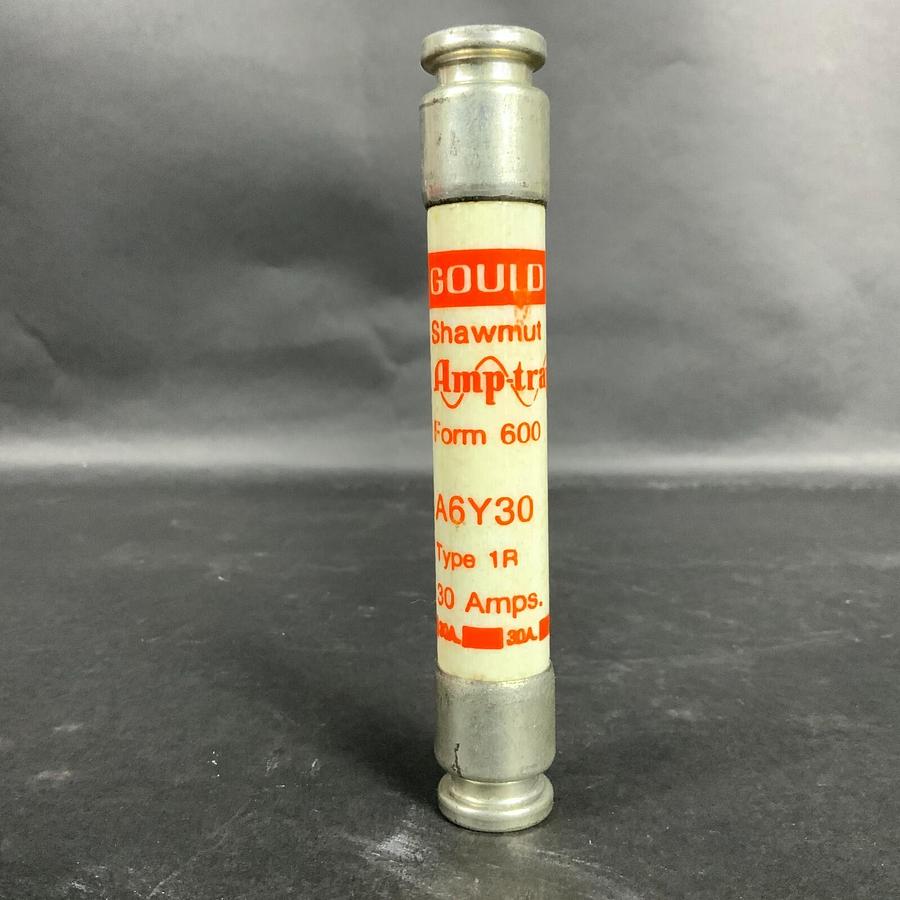 GOULD
Shawmut
Amp-tra
Form 600
A6Y30
Type 1R
30 Amps.
30A. 30A.